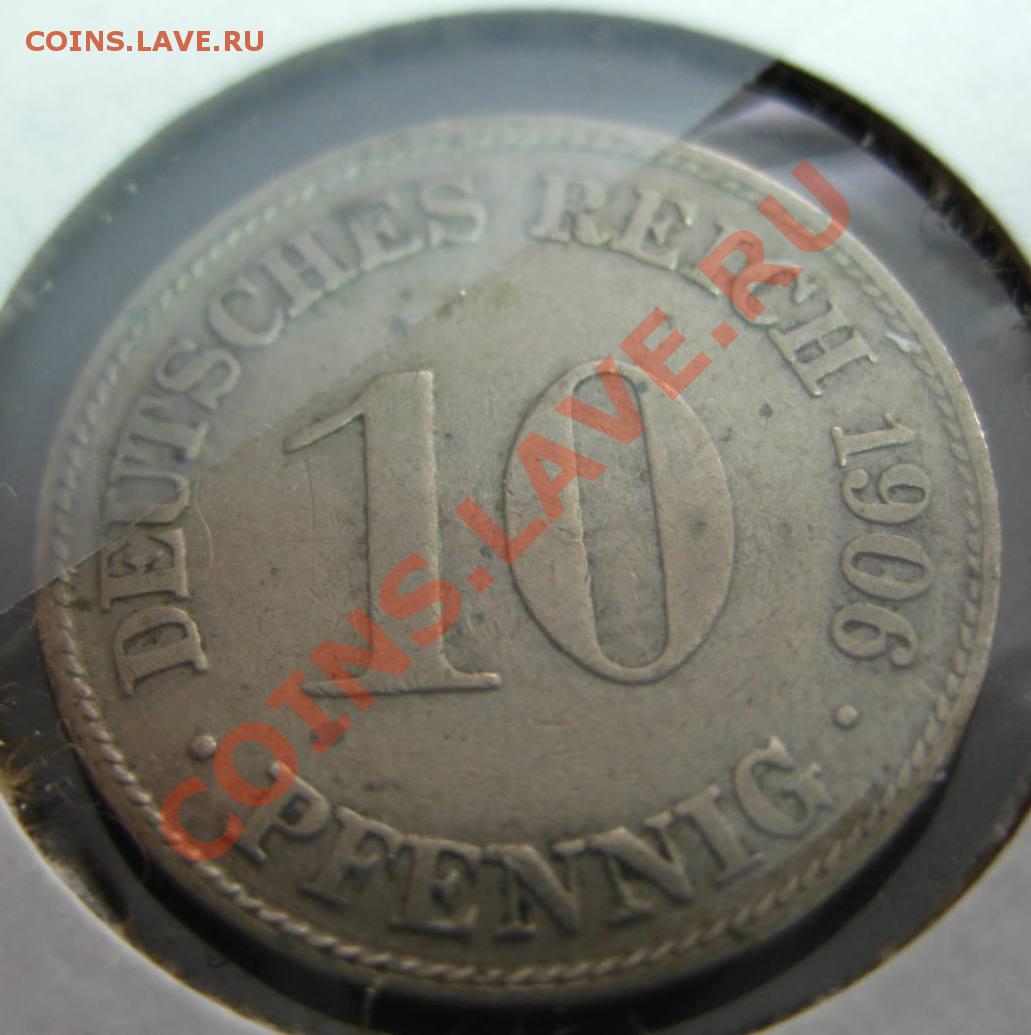 COINS.LAVE.RU
DEUTSCHES REICH 1906
10
• PFENNIG •
COINS.LAVE.RU